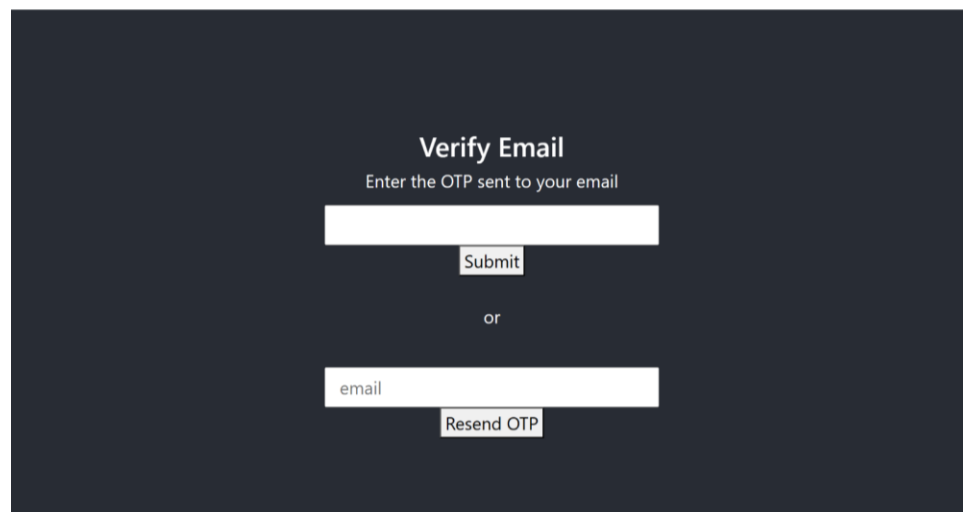 Verify Email
Enter the OTP sent to your email
Submit
or
email
Resend OTP